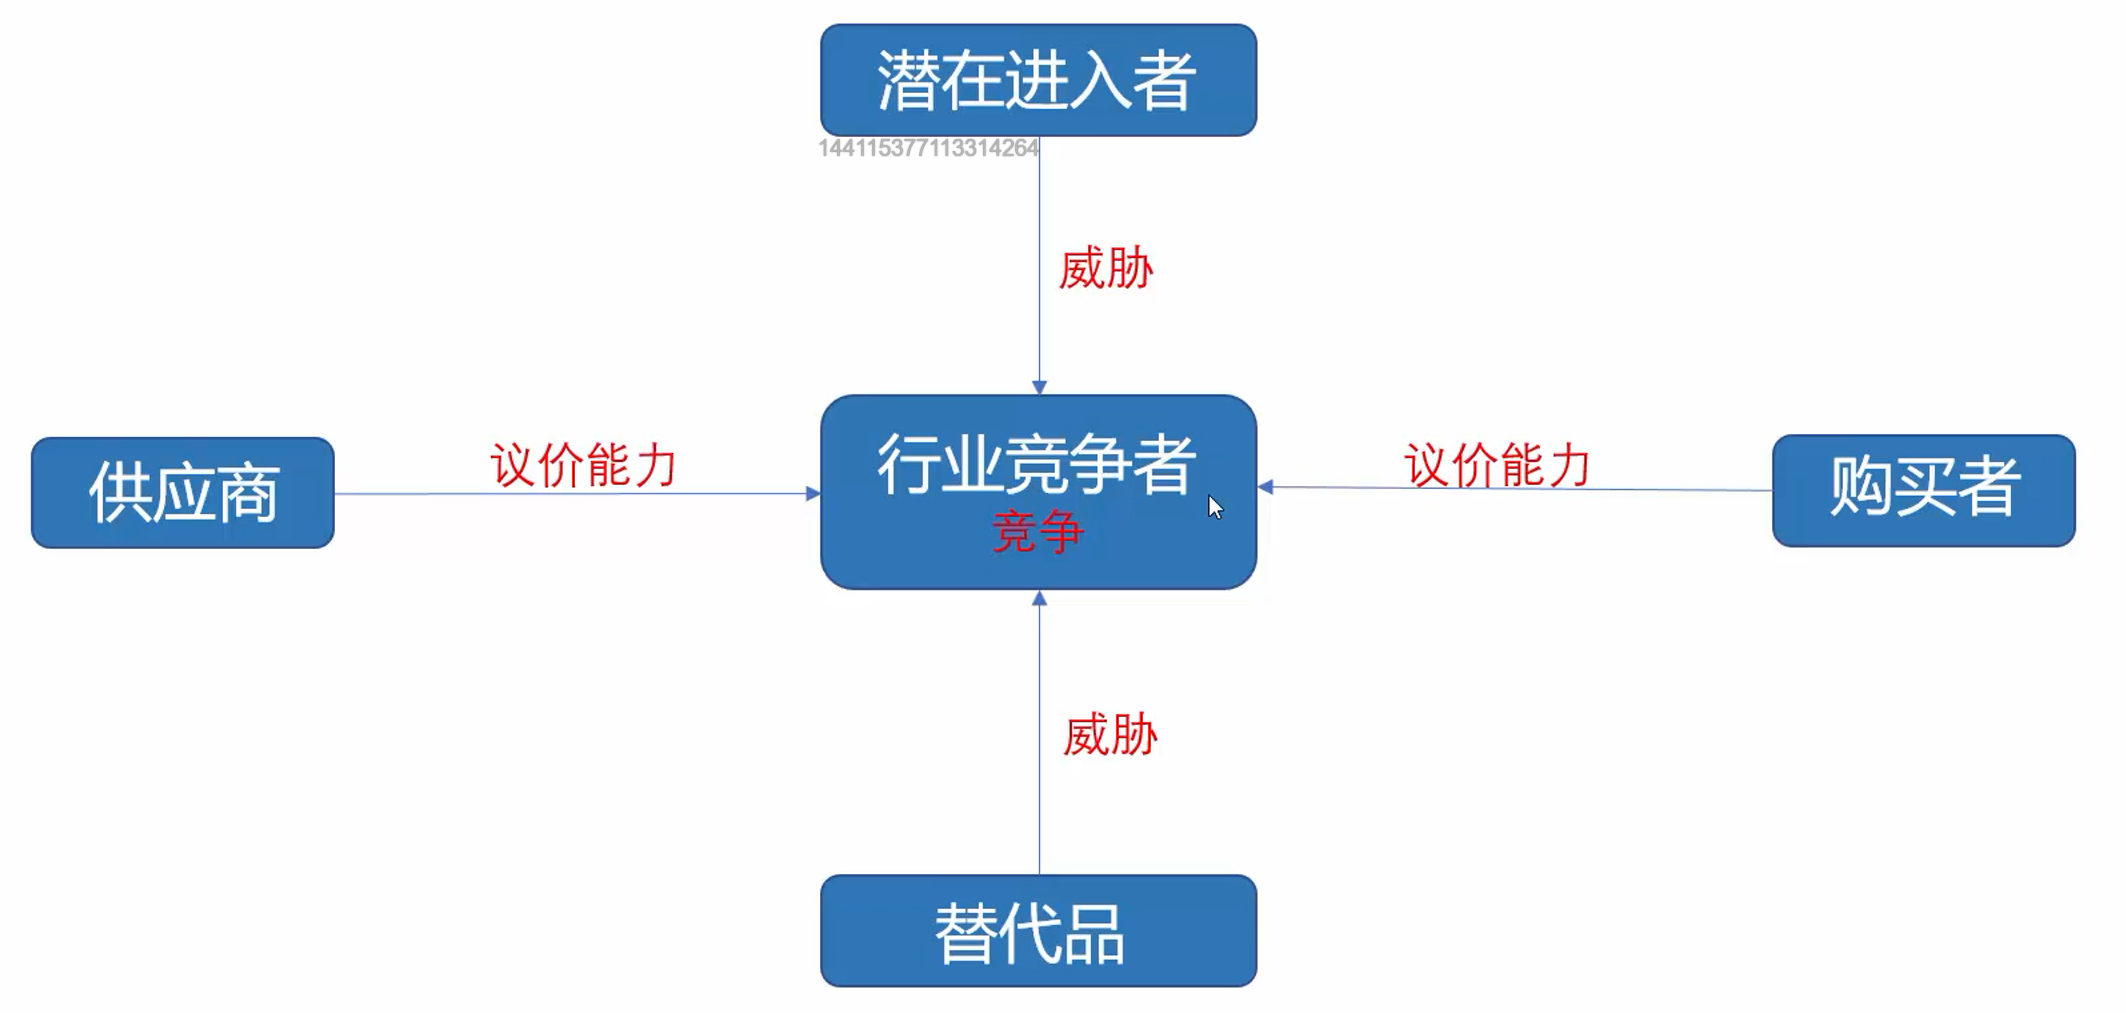 潜在进入者
144115377113314264
威胁
供应商
议价能力
行业竞争者
竞争
议价能力
购买者
威胁
替代品